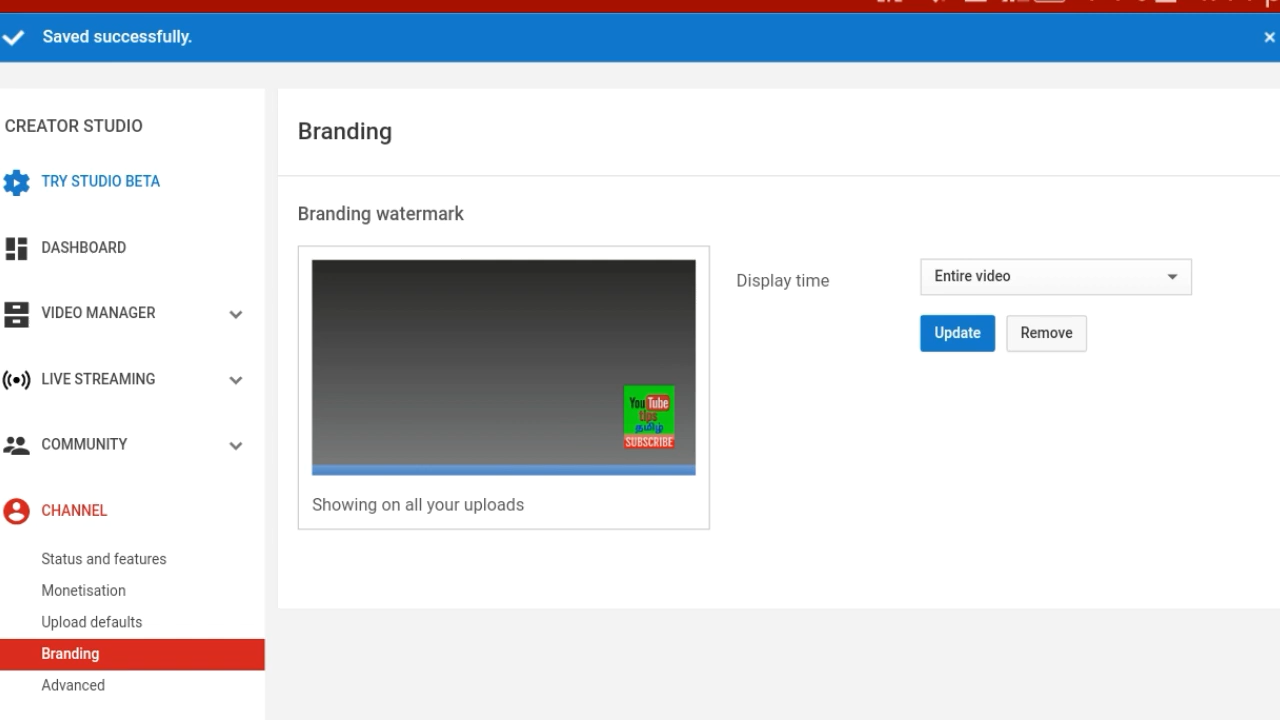 Saved successfully.
×
CREATOR STUDIO
TRY STUDIO BETA
DASHBOARD
VIDEO MANAGER
LIVE STREAMING
COMMUNITY
CHANNEL
Status and features
Monetisation
Upload defaults
Branding
Advanced
Branding
Branding watermark
You Tube
tips
தமிழ்
SUBSCRIBE
Showing on all your uploads
Display time
Entire video
Update
Remove